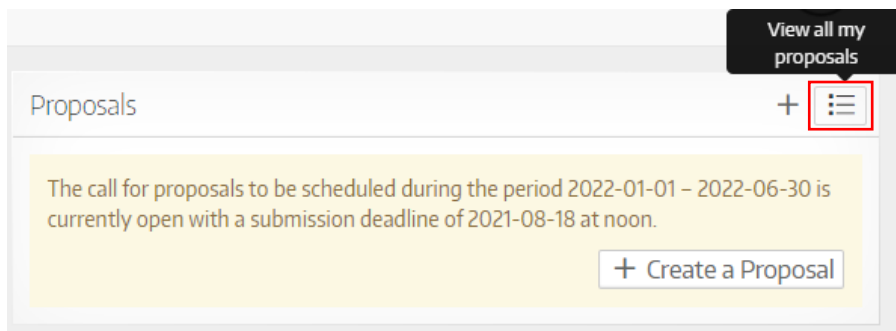 View all my
proposals
Proposals
The call for proposals to be scheduled during the period 2022-01-01 – 2022-06-30 is
currently open with a submission deadline of 2021-08-18 at noon.
+ Create a Proposal